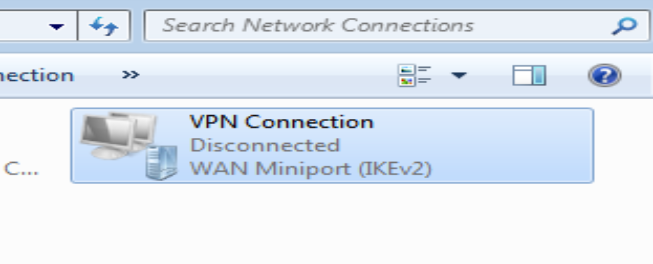 Search Network Connections
nection »
VPN Connection
Disconnected
C... WAN Miniport (IKEv2)